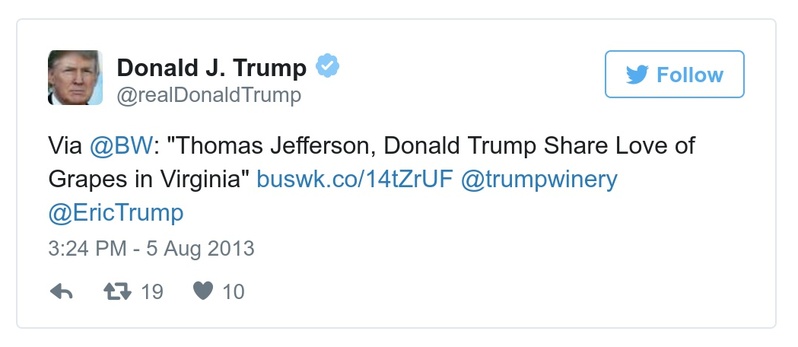 Donald J. Trump
@realDonaldTrump
Follow
Via @BW: "Thomas Jefferson, Donald Trump Share Love of
Grapes in Virginia" buswk.co/14tZrUF @trumpwinery
@EricTrump
3:24 PM - 5 Aug 2013
19 10